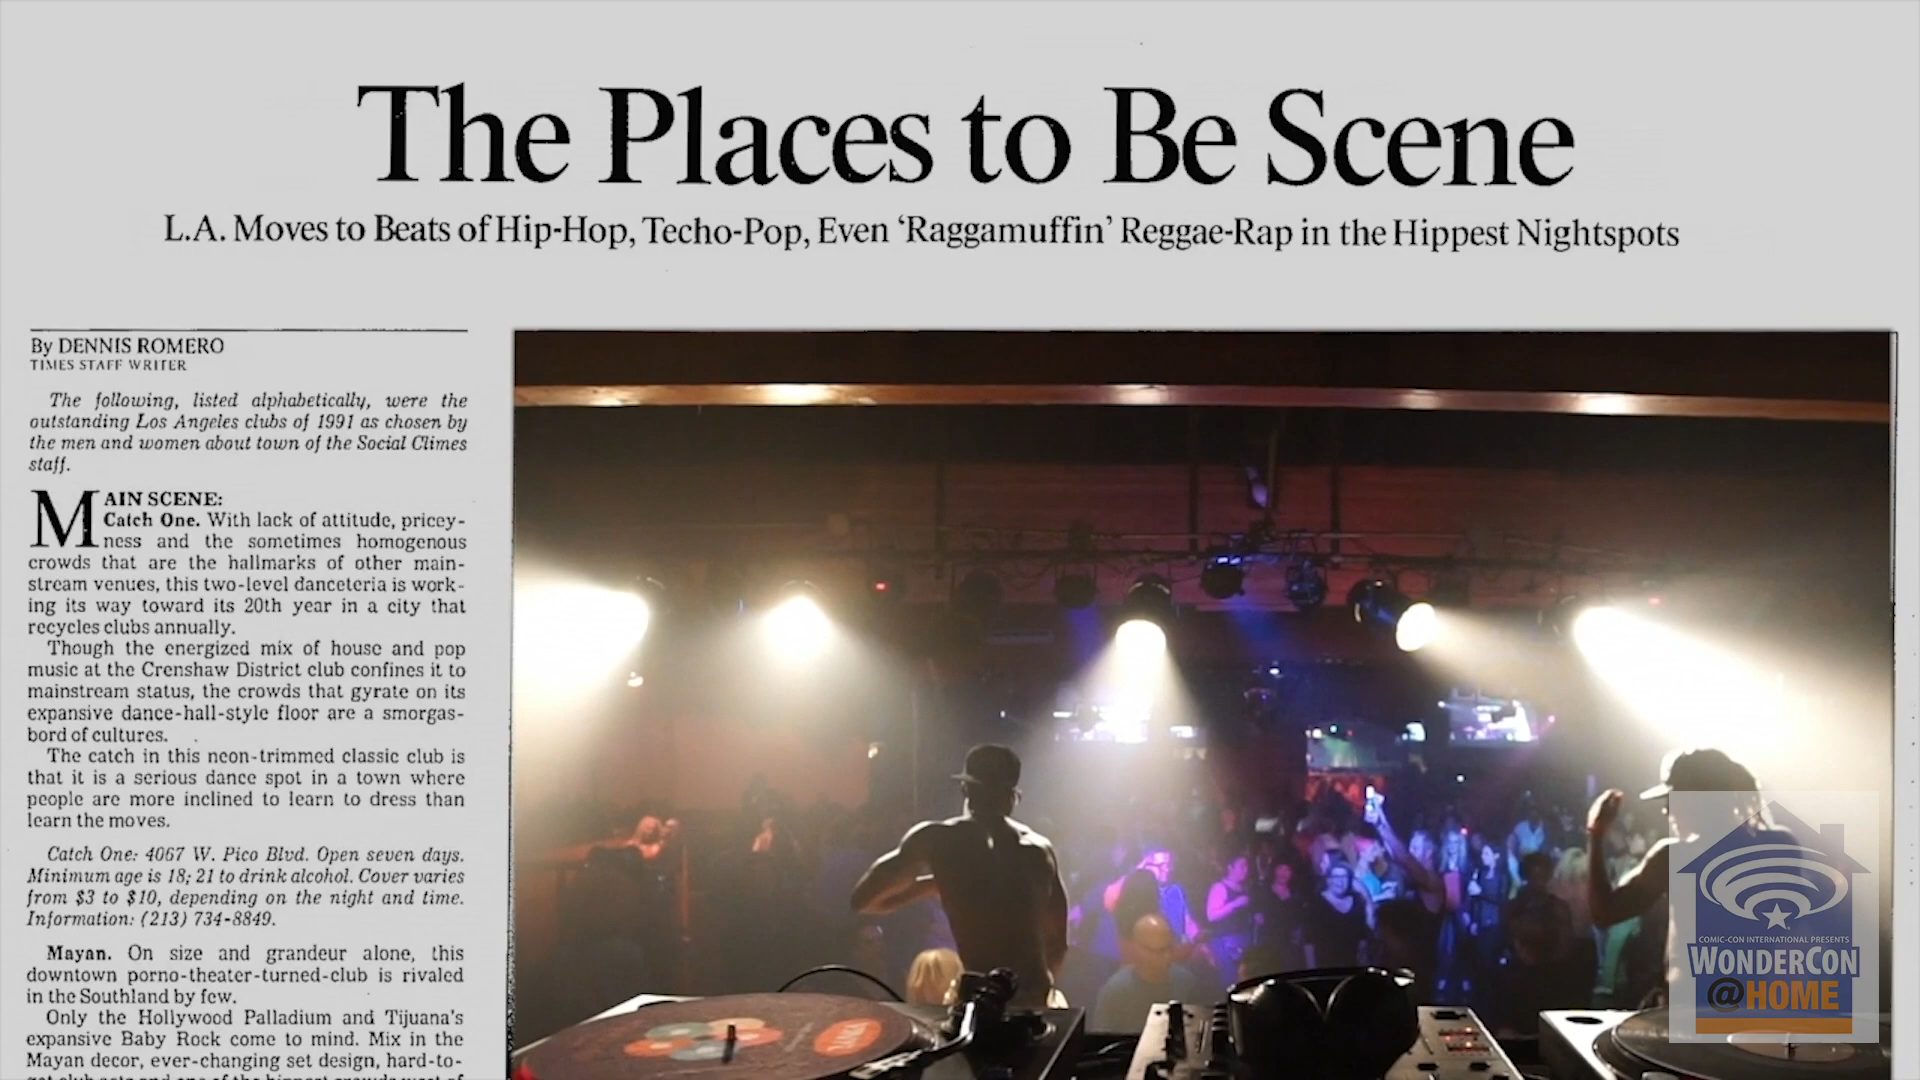 The Places to Be Scene
L.A. Moves to Beats of Hip-Hop, Techo-Pop, Even ‘Raggamuffin’ Reggae-Rap in the Hippest Nightspots
By DENNIS ROMERO
TIMES STAFF WRITER
The following, listed alphabetically, were the
outstanding Los Angeles clubs of 1991 as chosen by
the men and women about town of the Social Climes
staff.
MAIN SCENE:
Catch One. With lack of attitude, pricey-
ness and the sometimes homogenous
crowds that are the hallmarks of other main-
stream venues, this two-level danceteria is work-
ing its way toward its 20th year in a city that
recycles clubs annually.
Though the energized mix of house and pop
music at the Crenshaw District club confines it to
mainstream status, the crowds that gyrate on its
expansive dance-hall-style floor are a smorgas-
bord of cultures.
The catch in this neon-trimmed classic club is
that it is a serious dance spot in a town where
people are more inclined to learn to dress than
learn the moves.
Catch One: 4067 W. Pico Blvd. Open seven days.
Minimum age is 18; 21 to drink alcohol. Cover varies
from $3 to $10, depending on the night and time.
Information: (213) 734-8849.
Mayan. On size and grandeur alone, this
downtown porno-theater-turned-club is rivaled
in the Southland by few.
Only the Hollywood Palladium and Tijuana's
expansive Baby Rock come to mind. Mix in the
Mayan decor, ever-changing set design, hard-to-
COMIC-CON INTERNATIONAL PRESENTS
WONDERCON
@HOME